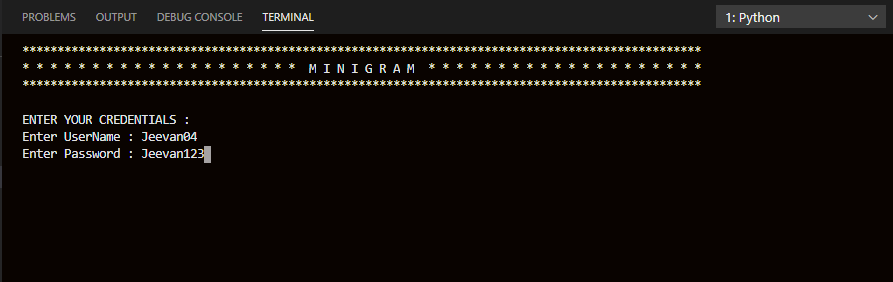 PROBLEMS OUTPUT DEBUG CONSOLE TERMINAL 1: Python
*************************************************************************************************
* * * * * * * * * * * * * * * * * * * * M I N I G R A M * * * * * * * * * * * * * * * * * * * *
*************************************************************************************************
ENTER YOUR CREDENTIALS :
Enter UserName : Jeevan04
Enter Password : Jeevan123